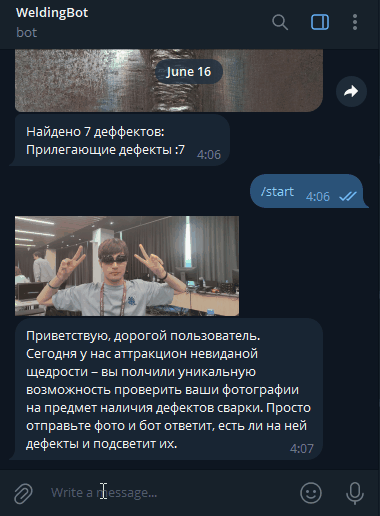 WeldingBot
bot
June 16
Найдено 7 деффектов:
Прилегающие дефекты :7
4:06
/start
4:06
Приветствую, дорогой пользователь.
Сегодня у нас аттракцион невиданой
щедрости – вы полчили уникальную
возможность проверить ваши фотографии
на предмет наличия дефектов сварки. Просто
отправьте фото и бот ответит, есть ли на ней
дефекты и подсветит их.
4:07
Write a message...